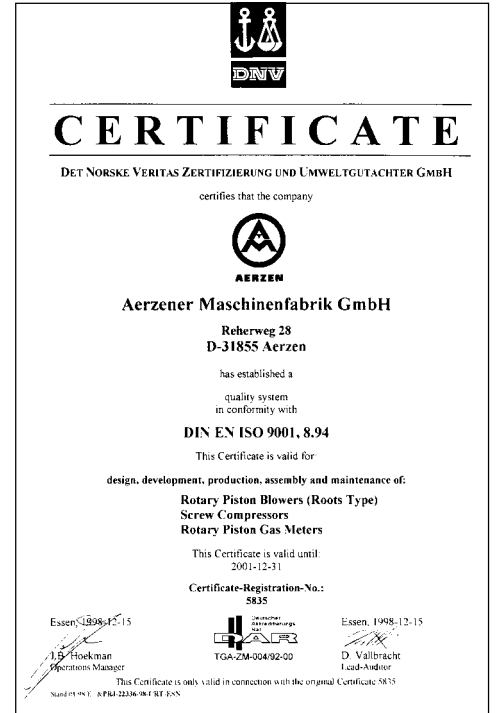 DNV
CERTIFICATE
DET NORSKE VERITAS ZERTIFIZIERUNG UND UMWELTGUTACHTER GMBH
certifies that the company
AERZEN
Aerzener Maschinenfabrik GmbH
Reherweg 28
D-31855 Aerzen
has established a
quality system
in conformity with
DIN EN ISO 9001, 8.94
This Certificate is valid for
design, development, production, assembly and maintenance of:
Rotary Piston Blowers (Roots Type)
Screw Compressors
Rotary Piston Gas Meters
This Certificate is valid until:
2001-12-31
Certificate-Registration-No.:
5835
Essen, 1998-12-15
Deutscher
Akkreditierungs
Rat
DAR
TGA-ZM-004/92-00
Essen, 1998-12-15
J.B. Hoekman
Operations Manager
D. Vallbracht
Lead-Auditor
This Certificate is only valid in connection with the original Certificate 5835
Stand